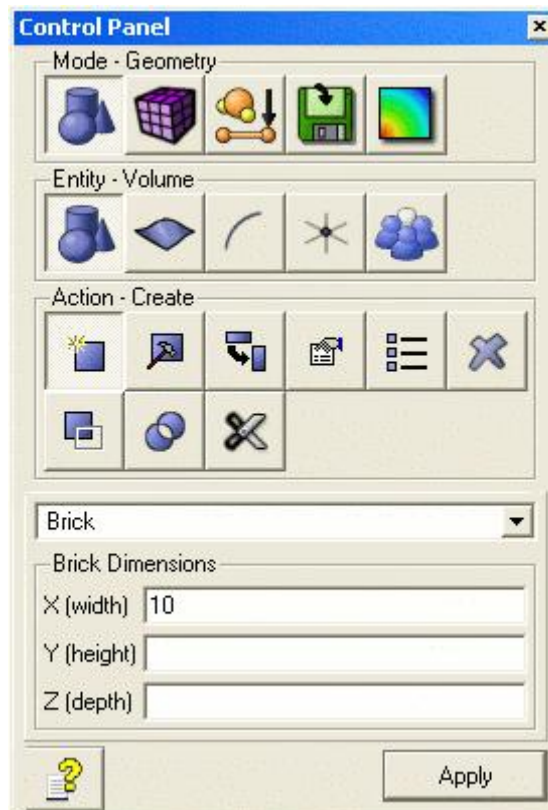 Control Panel
Mode - Geometry
Entity - Volume
Action - Create
Brick
Brick Dimensions
X (width) 10
Y (height)
Z (depth)
Apply